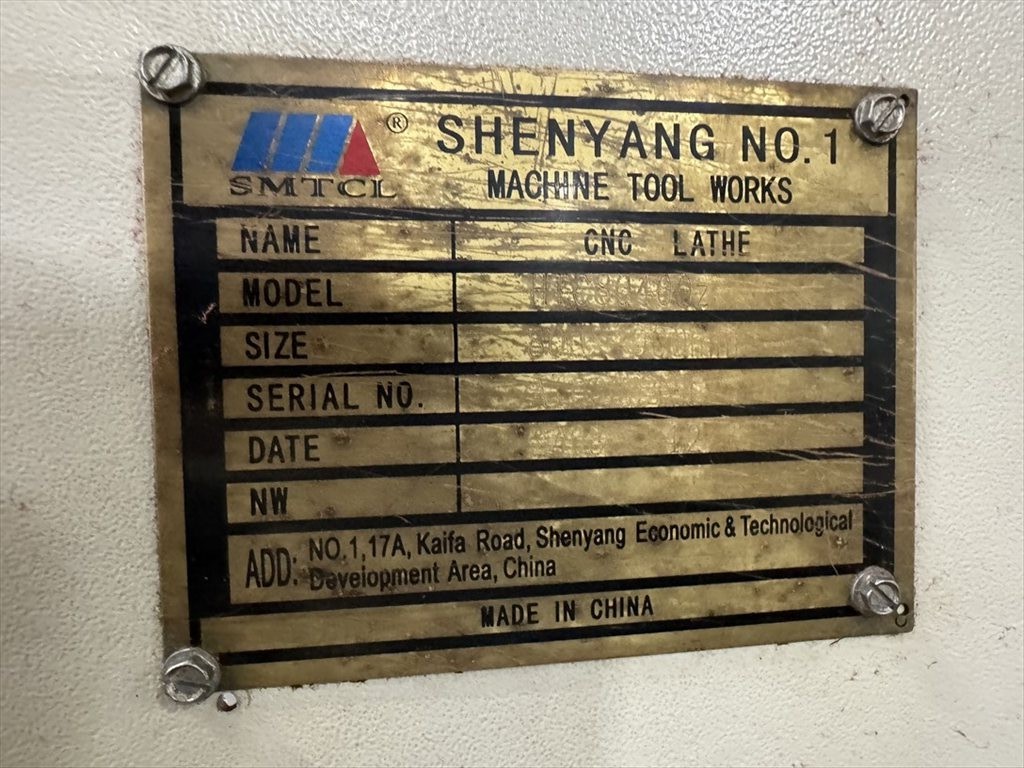 SMTCL ®
SHENYANG NO.1
MACHINE TOOL WORKS
NAME CNC LATHE
MODEL
SIZE
SERIAL NO.
DATE
NW
ADD: NO.1,17A, Kaifa Road, Shenyang Economic & Technological
Development Area, China
MADE IN CHINA